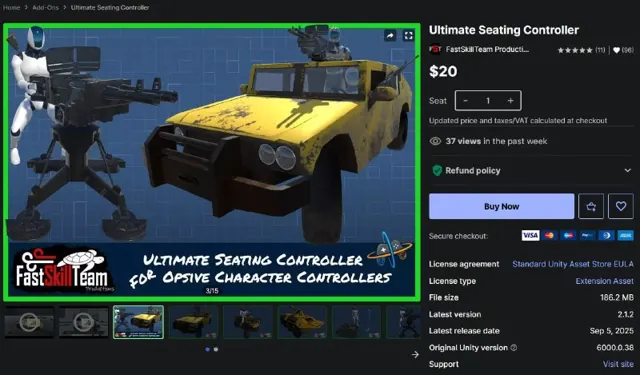 Home > Add-Ons > Ultimate Seating Controller
Ultimate Seating Controller
FST FastSkillTeam Producti... ★★★★★ (11) | ♥ (96)
$20
Seat - 1 +
Updated price and taxes/VAT calculated at checkout
37 views in the past week
Refund policy
Buy Now
Secure checkout: VISA
License agreement Standard Unity Asset Store EULA
License type Extension Asset
File size 186.2 MB
Latest version 2.1.2
Latest release date Sep 5, 2025
Original Unity version 6000.0.38
Support Visit site
FastSkillTeam
Productions
ULTIMATE SEATING CONTROLLER
FOR OPSIVE CHARACTER CONTROLLERS
3/15